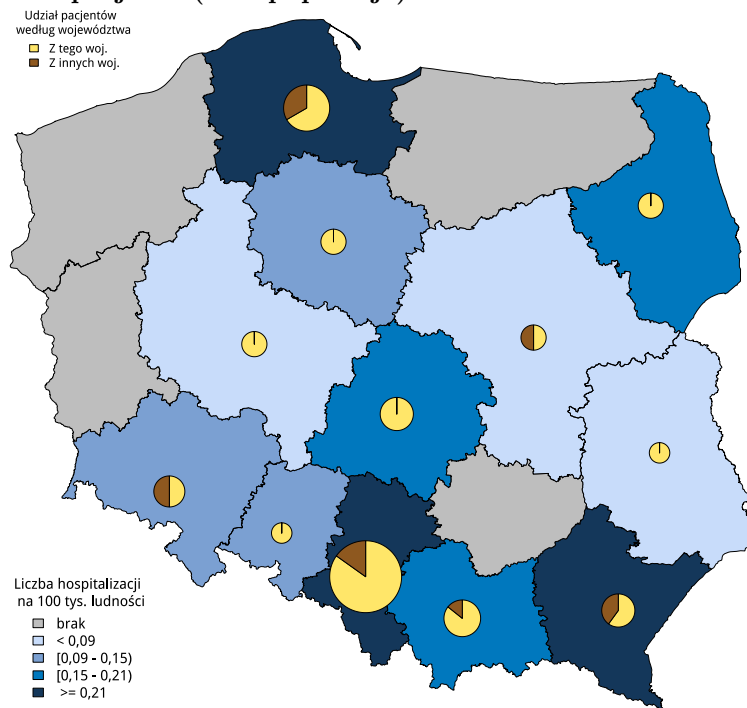 Udział pacjentów
według województwa
Z tego woj.
Z innych woj.
Liczba hospitalizacji
na 100 tys. ludności
brak
< 0,09
[0,09 - 0,15)
[0,15 - 0,21)
>= 0,21